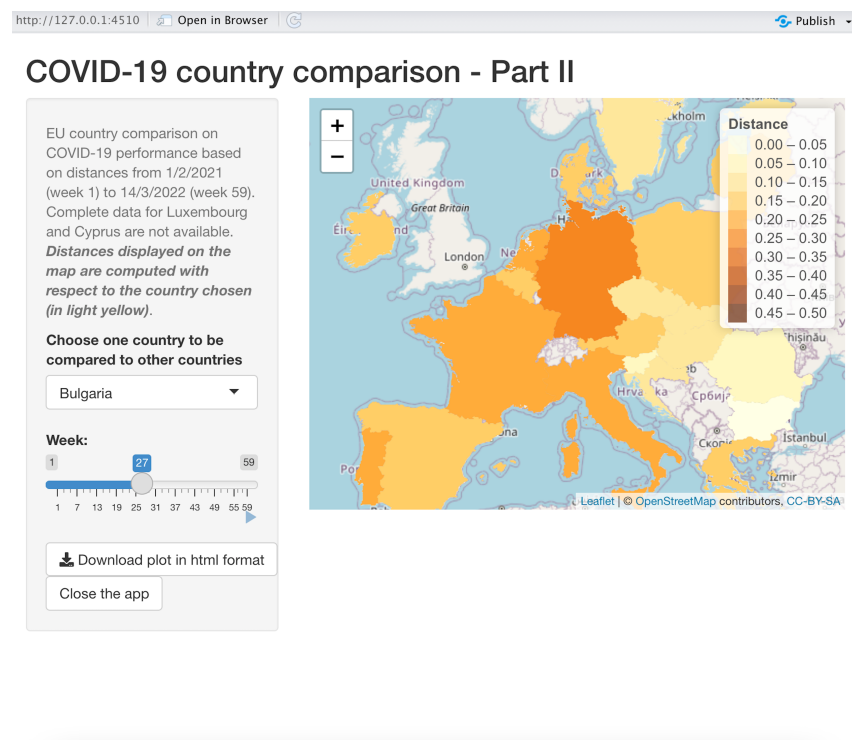 http://127.0.0.1:4510 Open in Browser Publish
COVID-19 country comparison - Part II
EU country comparison on
COVID-19 performance based
on distances from 1/2/2021
(week 1) to 14/3/2022 (week 59).
Complete data for Luxembourg
and Cyprus are not available.
Distances displayed on the
map are computed with
respect to the country chosen
(in light yellow).
Choose one country to be
compared to other countries
Bulgaria
Week:
1 27 59
1 7 13 19 25 31 37 43 49 55 59
Download plot in html format
Close the app
+
−
Distance
0.00 – 0.05
0.05 – 0.10
0.10 – 0.15
0.15 – 0.20
0.20 – 0.25
0.25 – 0.30
0.30 – 0.35
0.35 – 0.40
0.40 – 0.45
0.45 – 0.50
United Kingdom
Great Britain
London
Chişinău
Србиј
Скопј
İstanbul
İzmir
Leaflet | © OpenStreetMap contributors, CC-BY-SA